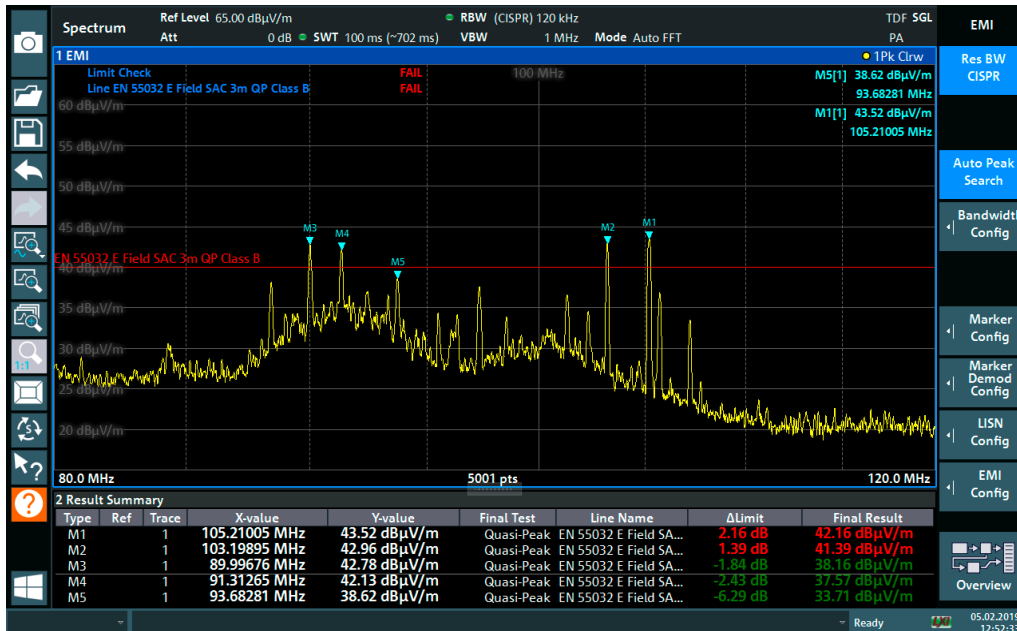 Spectrum
Ref Level 65.00 dBµV/m RBW (CISPR) 120 kHz TDF SGL
Att 0 dB SWT 100 ms (~702 ms) VBW 1 MHz Mode Auto FFT PA
1 EMI 1Pk Clrw
Limit Check FAIL 100 MHz M5[1] 38.62 dBµV/m
Line EN 55032 E Field SAC 3m QP Class B FAIL 93.68281 MHz
60 dBµV/m M1[1] 43.52 dBµV/m
105.21005 MHz
55 dBµV/m
50 dBµV/m
45 dBµV/m M3 M4 M2 M1
EN 55032 E Field SAC 3m QP Class B M5
40 dBµV/m
35 dBµV/m
30 dBµV/m
25 dBµV/m
20 dBµV/m
80.0 MHz 5001 pts 120.0 MHz
2 Result Summary
Type Ref Trace X-value Y-value Final Test Line Name ΔLimit Final Result
M1 1 105.21005 MHz 43.52 dBµV/m Quasi-Peak EN 55032 E Field SA... 2.16 dB 42.16 dBµV/m
M2 1 103.19895 MHz 42.96 dBµV/m Quasi-Peak EN 55032 E Field SA... 1.39 dB 41.39 dBµV/m
M3 1 89.99676 MHz 42.78 dBµV/m Quasi-Peak EN 55032 E Field SA... -1.84 dB 38.16 dBµV/m
M4 1 91.31265 MHz 42.13 dBµV/m Quasi-Peak EN 55032 E Field SA... -2.43 dB 37.57 dBµV/m
M5 1 93.68281 MHz 38.62 dBµV/m Quasi-Peak EN 55032 E Field SA... -6.29 dB 33.71 dBµV/m
EMI
Res BW
CISPR
Auto Peak
Search
Bandwidth
Config
Marker
Config
Marker
Demod
Config
LISN
Config
EMI
Config
Overview
1:1
Ready
05.02.2019
12:52:33